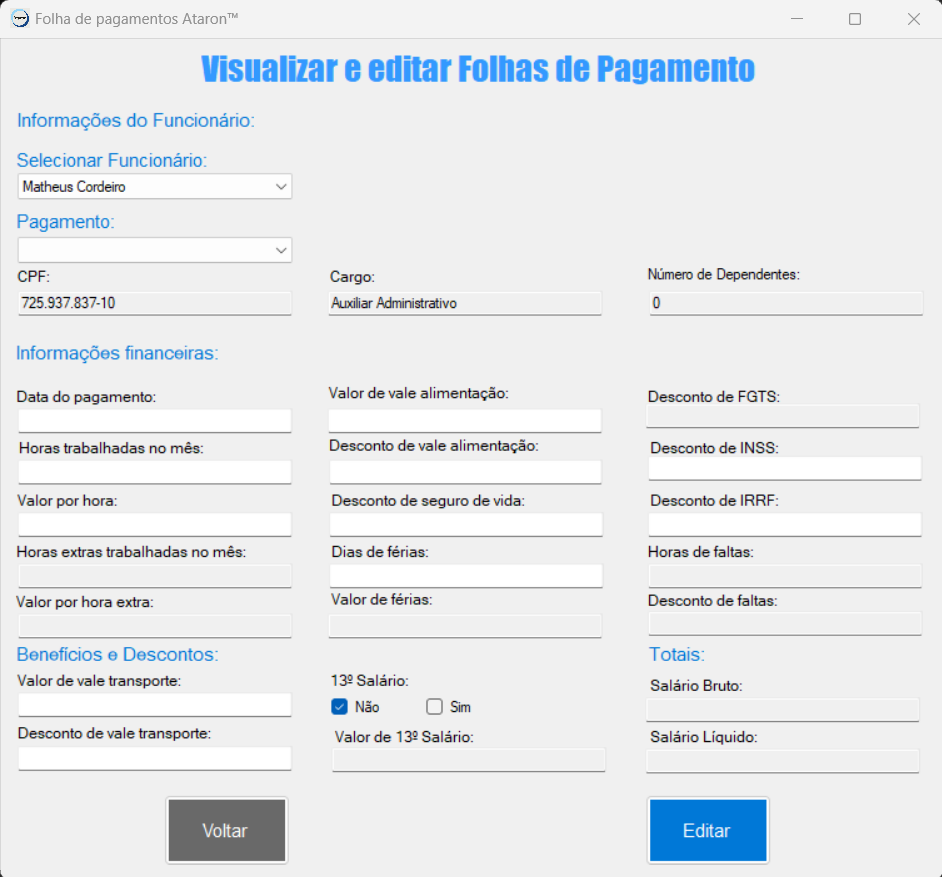 Folha de pagamentos Ataron™
Visualizar e editar Folhas de Pagamento
Informações do Funcionário:
Selecionar Funcionário:
Matheus Cordeiro
Pagamento:
CPF:
725.937.837-10
Cargo:
Auxiliar Administrativo
Número de Dependentes:
0
Informações financeiras:
Data do pagamento:
Horas trabalhadas no mês:
Valor por hora:
Horas extras trabalhadas no mês:
Valor por hora extra:
Valor de vale alimentação:
Desconto de vale alimentação:
Desconto de seguro de vida:
Dias de férias:
Valor de férias:
Desconto de FGTS:
Desconto de INSS:
Desconto de IRRF:
Horas de faltas:
Desconto de faltas:
Benefícios e Descontos:
Valor de vale transporte:
Desconto de vale transporte:
13º Salário:
Não
Sim
Valor de 13º Salário:
Totais:
Salário Bruto:
Salário Líquido:
Voltar
Editar